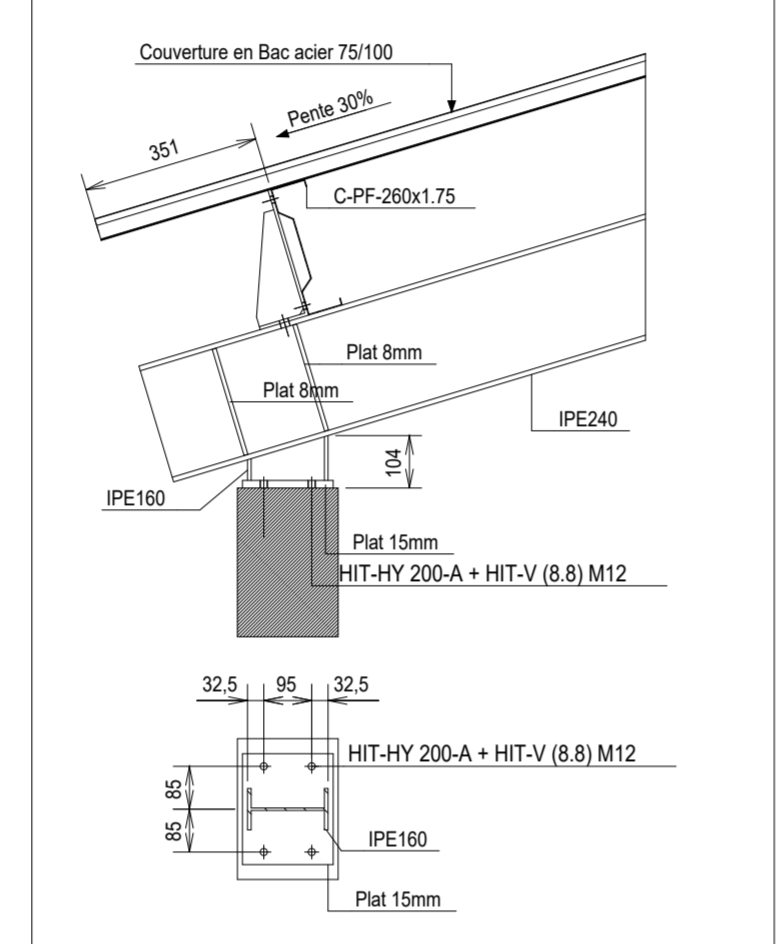 Couverture en Bac acier 75/100
Pente 30%
351
C-PF-260x1.75
Plat 8mm
Plat 8mm
IPE240
104
IPE160
Plat 15mm
HIT-HY 200-A + HIT-V (8.8) M12
32,5 95 32,5
HIT-HY 200-A + HIT-V (8.8) M12
85
85
IPE160
Plat 15mm